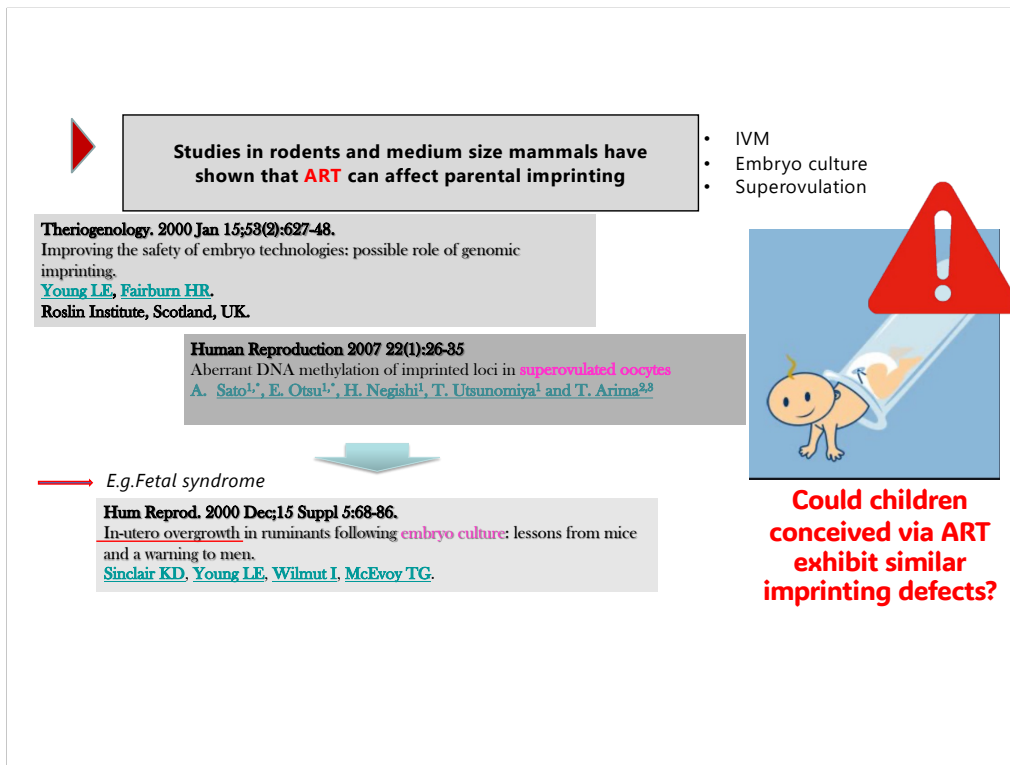 Studies in rodents and medium size mammals have
shown that ART can affect parental imprinting
• IVM
• Embryo culture
• Superovulation
Theriogenology. 2000 Jan 15;53(2):627-48.
Improving the safety of embryo technologies: possible role of genomic
imprinting.
Young LE, Fairburn HR.
Roslin Institute, Scotland, UK.
Human Reproduction 2007 22(1):26-35
Aberrant DNA methylation of imprinted loci in superovulated oocytes
A. Sato1,*, E. Otsu1,*, H. Negishi1, T. Utsunomiya1 and T. Arima2,3
E.g.Fetal syndrome
Hum Reprod. 2000 Dec;15 Suppl 5:68-86.
In-utero overgrowth in ruminants following embryo culture: lessons from mice
and a warning to men.
Sinclair KD, Young LE, Wilmut I, McEvoy TG.
Could children
conceived via ART
exhibit similar
imprinting defects?